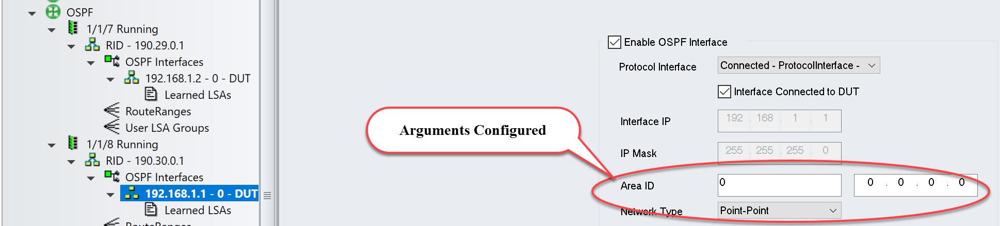 OSPF
1/1/7 Running
RID - 190.29.0.1
OSPF Interfaces
192.168.1.2 - 0 - DUT
Learned LSAs
RouteRanges
User LSA Groups
1/1/8 Running
RID - 190.30.0.1
OSPF Interfaces
192.168.1.1 - 0 - DUT
Learned LSAs
RouteRanges
Arguments Configured
Enable OSPF Interface
Protocol Interface Connected - ProtocolInterface -
Interface Connected to DUT
Interface IP 192 . 168 . 1 . 1
IP Mask 255 . 255 . 255 . 0
Area ID 0 0 . 0 . 0 . 0
Network Type Point-Point